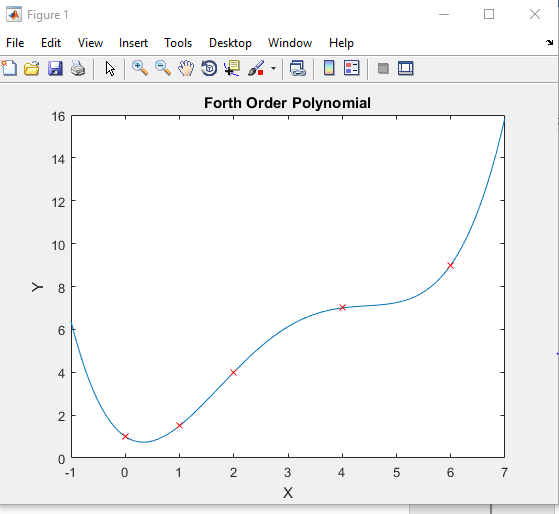 Figure 1
File Edit View Insert Tools Desktop Window Help
Forth Order Polynomial
16
14
12
10
8
6
4
2
0
Y
-1 0 1 2 3 4 5 6 7
X